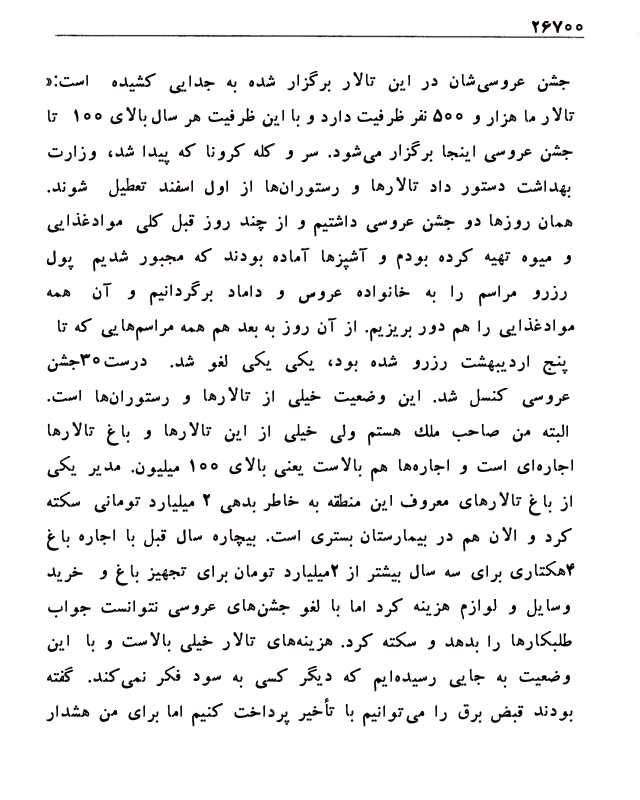 ۲۶۷۰۰
جشن عروسی‌شان در این تالار برگزار شده به جدایی کشیده است:«
تالار ما هزار و ۵۰۰ نفر ظرفیت دارد و با این ظرفیت هر سال بالای ۱۰۰ تا
جشن عروسی اینجا برگزار می‌شود. سر و کله کرونا که پیدا شد، وزارت
بهداشت دستور داد تالارها و رستوران‌ها از اول اسفند تعطیل شوند.
همان روزها دو جشن عروسی داشتیم و از چند روز قبل کلی موادغذایی
و میوه تهیه کرده بودم و آشپزها آماده بودند که مجبور شدیم پول
رزرو مراسم را به خانواده عروس و داماد برگردانیم و آن همه
موادغذایی را هم دور بریزیم. از آن روز به بعد هم همه مراسم‌هایی که تا
پنج اردیبهشت رزرو شده بود، یکی یکی لغو شد. درست۳۰جشن
عروسی کنسل شد. این وضعیت خیلی از تالارها و رستوران‌ها است.
البته من صاحب ملك هستم ولی خیلی از این تالارها و باغ تالارها
اجاره‌ای است و اجاره‌ها هم بالاست یعنی بالای ۱۰۰ میلیون. مدیر یکی
از باغ تالارهای معروف این منطقه به خاطر بدهی ۲ میلیارد تومانی سکته
کرد و الان هم در بیمارستان بستری است. بیچاره سال قبل با اجاره باغ
۴هکتاری برای سه سال بیشتر از ۲میلیارد تومان برای تجهیز باغ و خرید
وسایل و لوازم هزینه کرد اما با لغو جشن‌های عروسی نتوانست جواب
طلبکارها را بدهد و سکته کرد. هزینه‌های تالار خیلی بالاست و با این
وضعیت به جایی رسیده‌ایم که دیگر کسی به سود فکر نمی‌کند. گفته
بودند قبض برق را می‌توانیم با تأخیر پرداخت کنیم اما برای من هشدار